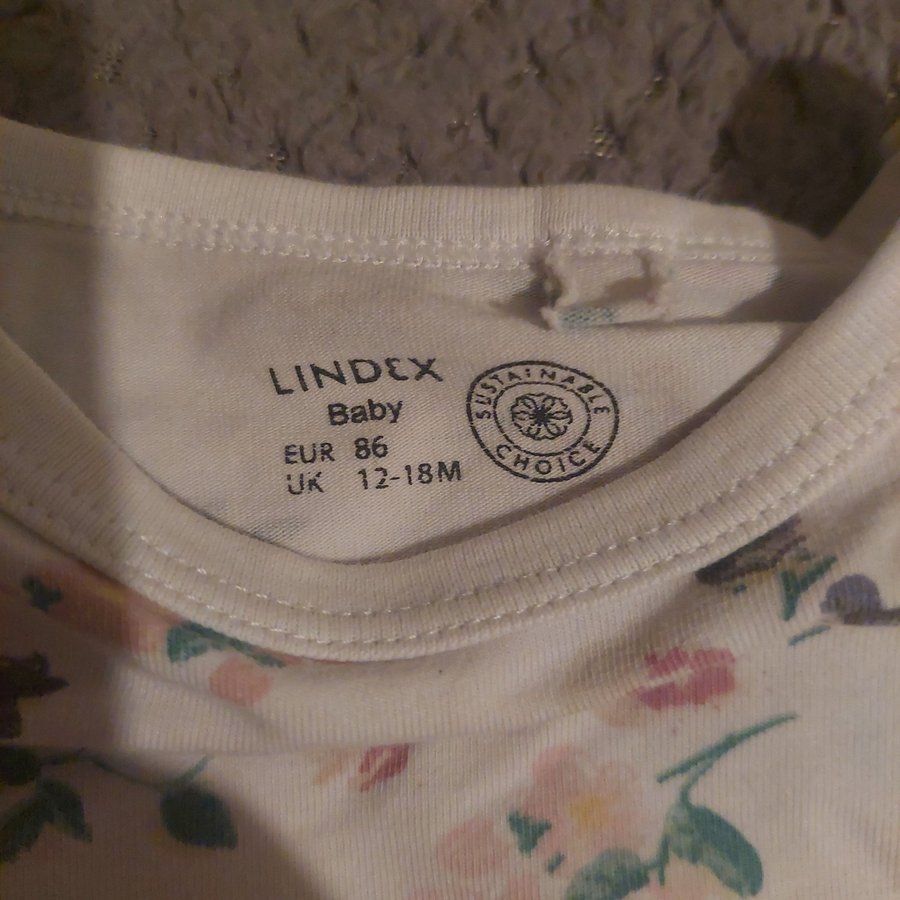 LINDEX
Baby
EUR 86
UK 12-18M
SUSTAINABLE
CHOICE